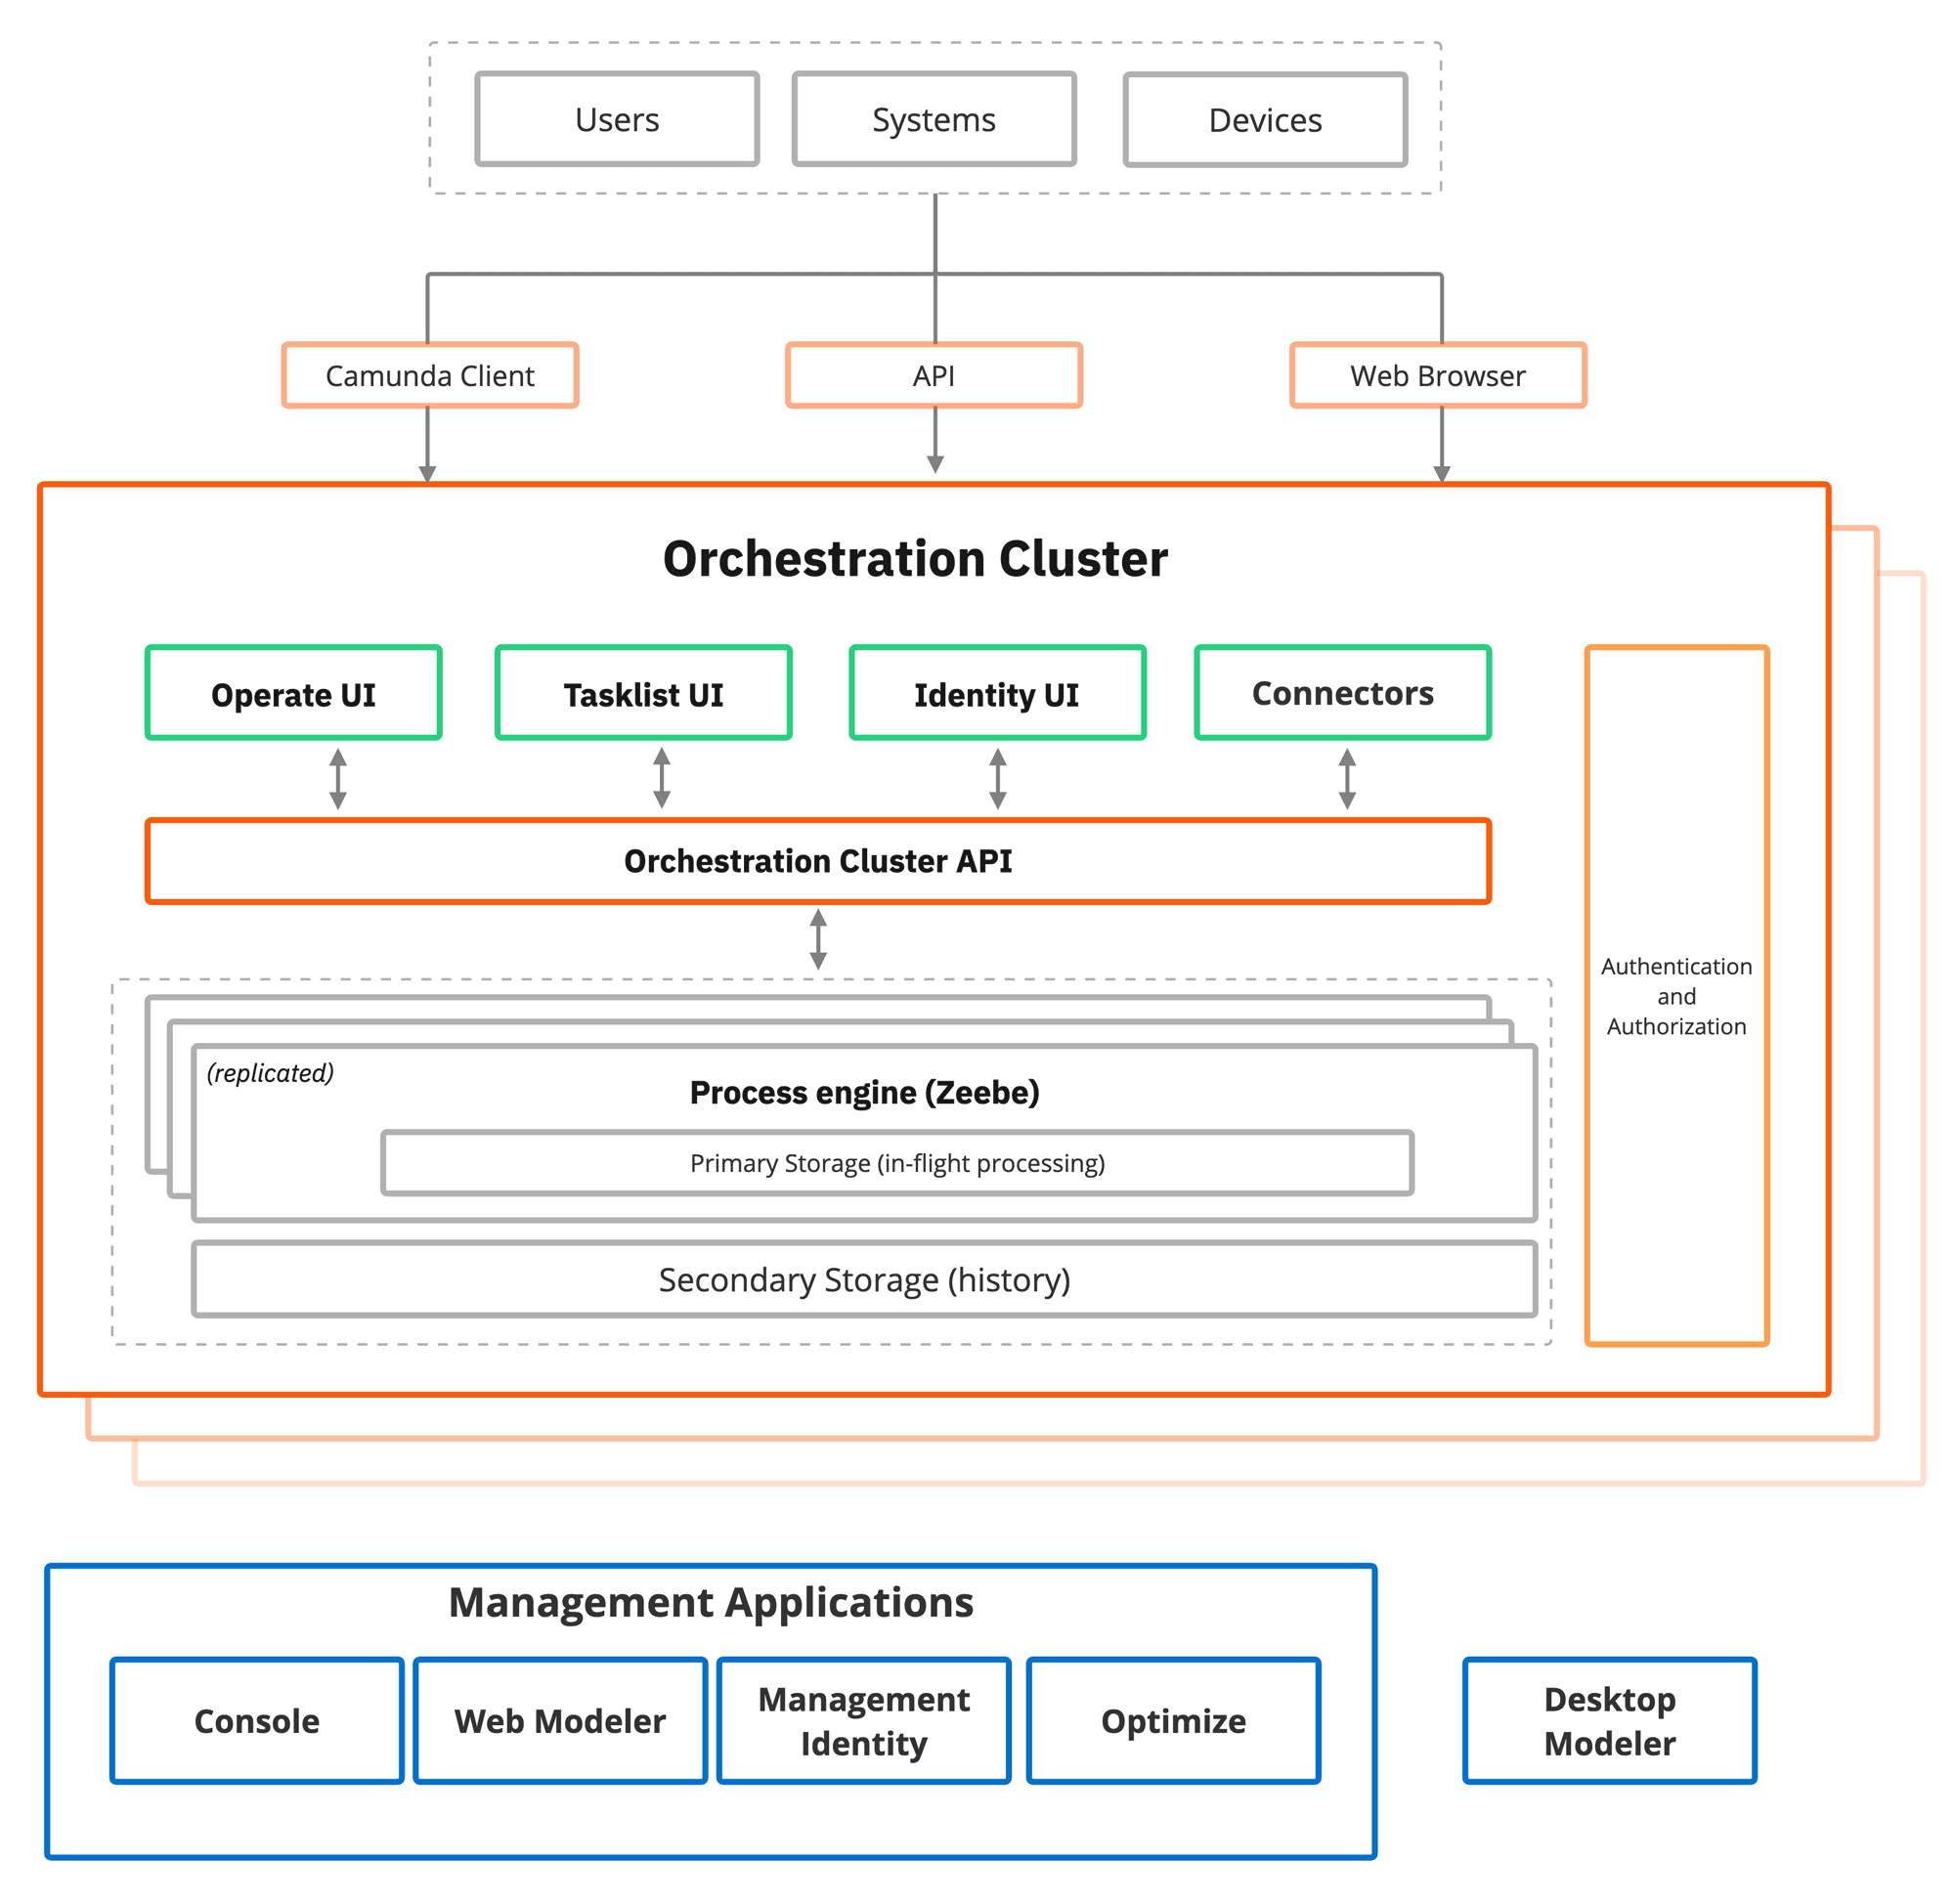 Users
Systems
Devices
Camunda Client
API
Web Browser
Orchestration Cluster
Operate UI
Tasklist UI
Identity UI
Connectors
Orchestration Cluster API
Authentication
and
Authorization
(replicated)
Process engine (Zeebe)
Primary Storage (in-flight processing)
Secondary Storage (history)
Management Applications
Console
Web Modeler
Management
Identity
Optimize
Desktop
Modeler